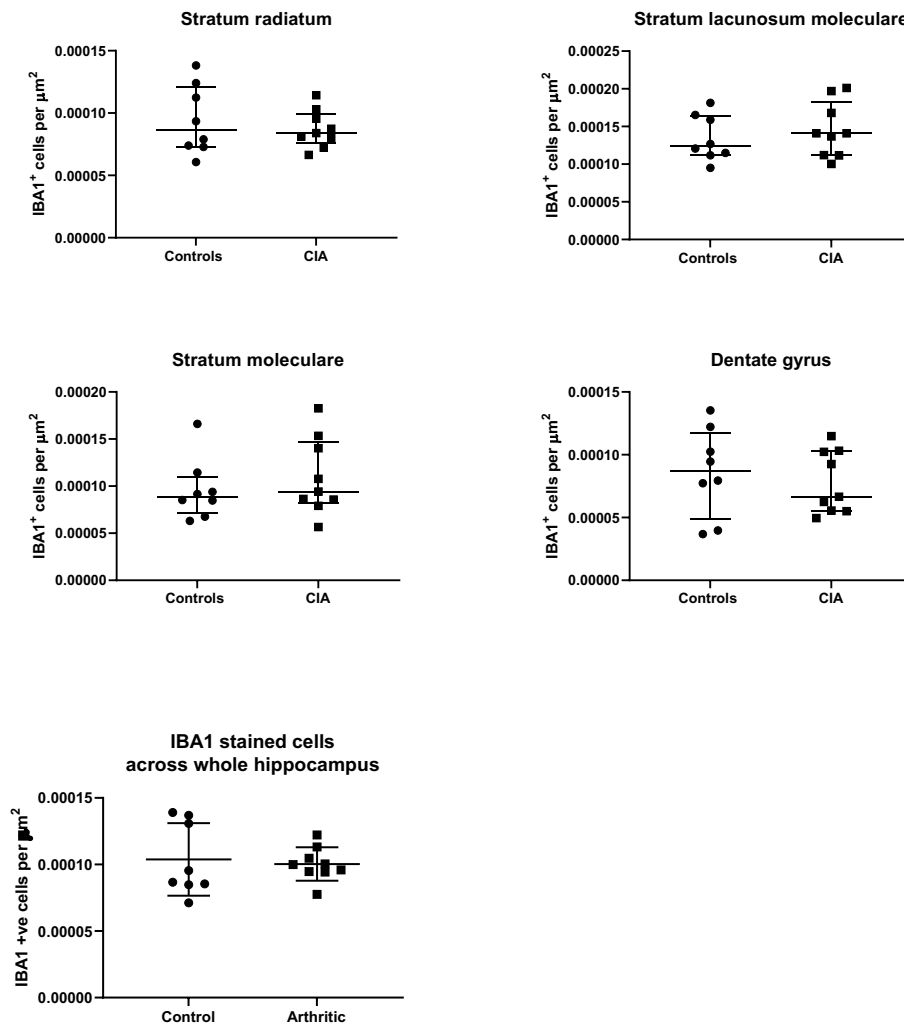 Stratum radiatum
IBA1⁺ cells per μm²
0.00015
0.00010
0.00005
0.00000
Controls
CIA
Stratum lacunosum moleculare
IBA1⁺ cells per μm²
0.00025
0.00020
0.00015
0.00010
0.00005
0.00000
Controls
CIA
Stratum moleculare
IBA1⁺ cells per μm²
0.00020
0.00015
0.00010
0.00005
0.00000
Controls
CIA
Dentate gyrus
IBA1⁺ cells per μm²
0.00015
0.00010
0.00005
0.00000
Controls
CIA
IBA1 stained cells
across whole hippocampus
IBA1 +ve cells per μm²
0.00015
0.00010
0.00005
0.00000
Control
Arthritic